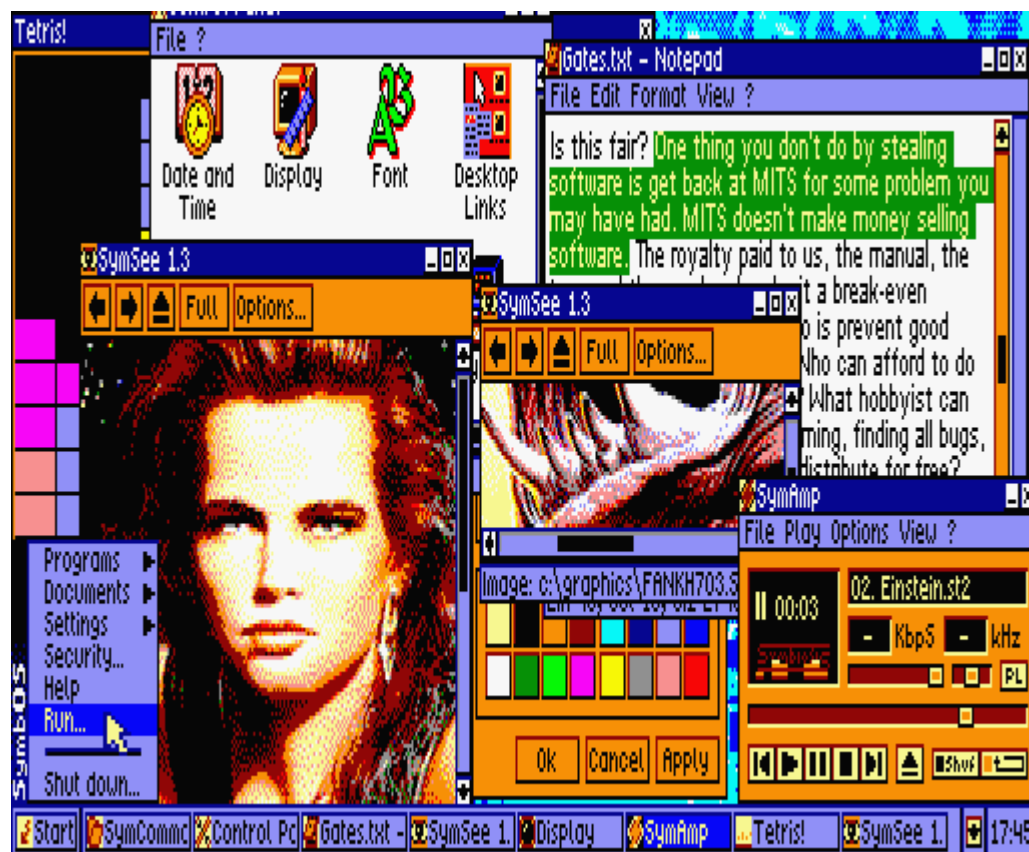 Tetris!
File ?
Date and
Time
Display
Font
Desktop
Links
Gates.txt - Notepad
File Edit Format View ?
Is this fair? One thing you don't do by stealing
software is get back at MITS for some problem you
may have had. MITS doesn't make money selling
software. The royalty paid to us, the manual, the
it a break-even
is prevent good
Who can afford to do
What hobbyist can
finding all bugs,
distribute for free?
SymSee 1.3
Full
Options...
SymSee 1.3
Full
Options...
Image: c:\graphics\FANKH703.S
Ok
Cancel
Apply
SymAmp
File Play Options View ?
00:03
02. Einstein.st2
- KbpS - kHz
PL
Shuf
Programs
Documents
Settings
Security...
Help
Run...
Shut down...
SymbOS
Start
SymCommc
Control Pc
Gates.txt -
SymSee 1.
Display
SymAmp
Tetris!
SymSee 1.
17:45